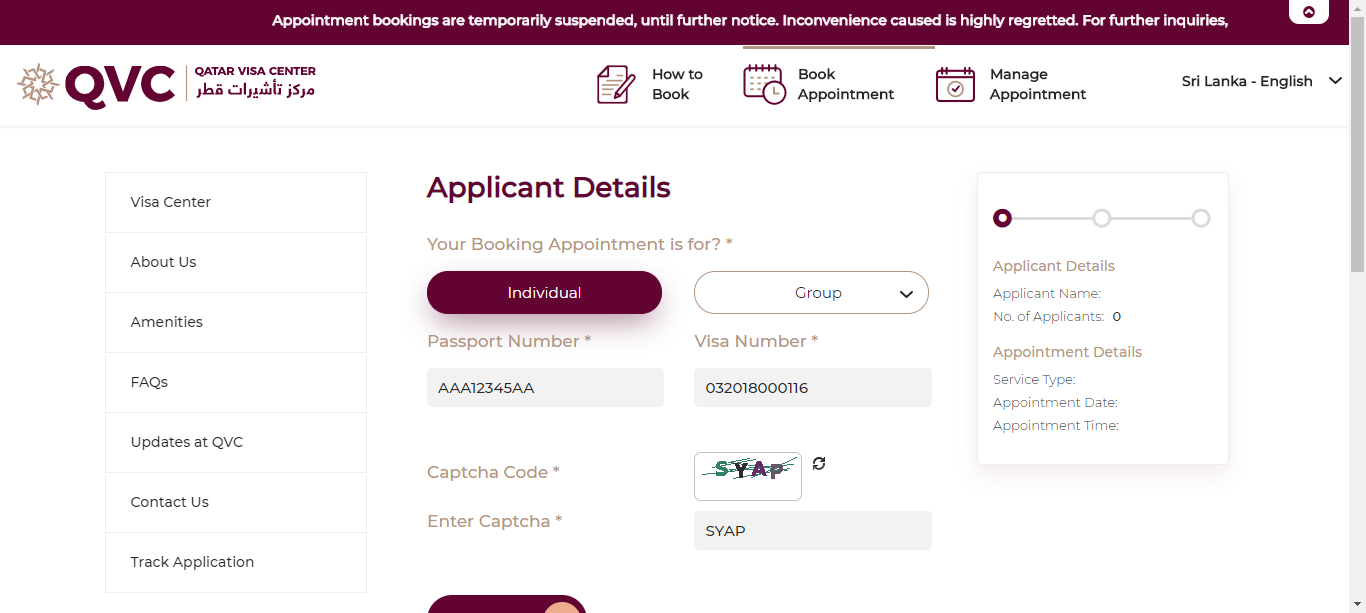 Appointment bookings are temporarily suspended, until further notice. Inconvenience caused is highly regretted. For further inquiries,
QVC
QATAR VISA CENTER
مركز تأشيرات قطر
How to
Book
Book
Appointment
Manage
Appointment
Sri Lanka - English
Visa Center
About Us
Amenities
FAQs
Updates at QVC
Contact Us
Track Application
Applicant Details
Your Booking Appointment is for? *
Individual
Group
Passport Number *
Visa Number *
AAA12345AA
032018000116
Captcha Code *
SYAP
Enter Captcha *
SYAP
Applicant Details
Applicant Name:
No. of Applicants: 0
Appointment Details
Service Type:
Appointment Date:
Appointment Time: